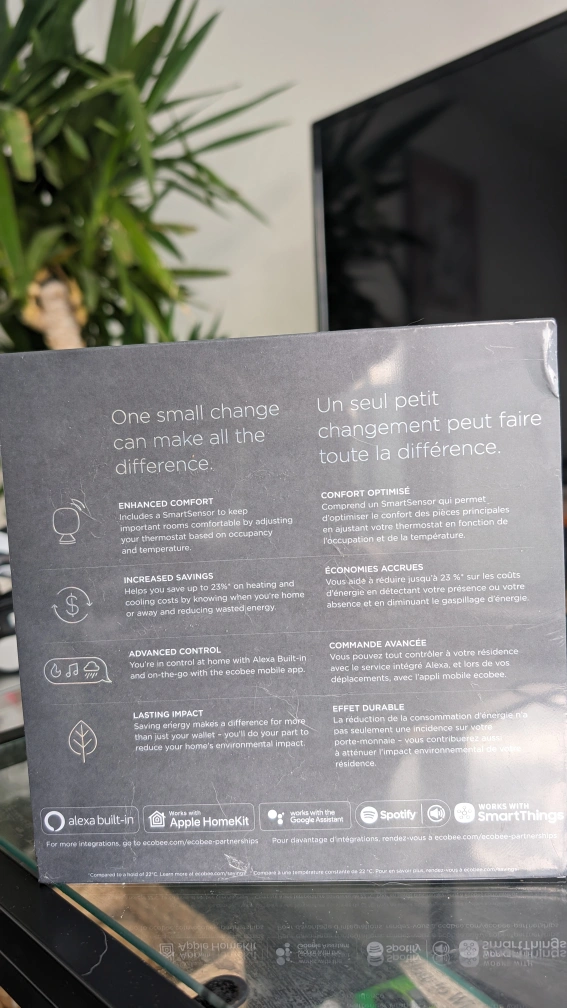 One small change
can make all the
difference.
Un seul petit
changement peut faire
toute la différence.
ENHANCED COMFORT
Includes a SmartSensor to keep
important rooms comfortable by adjusting
your thermostat based on occupancy
and temperature.
CONFORT OPTIMISÉ
Comprend un SmartSensor qui permet
d'optimiser le confort des pièces principales
en ajustant votre thermostat en fonction de
l'occupation et de la température.
INCREASED SAVINGS
Helps you save up to 23%* on heating and
cooling costs by knowing when you're home
or away and reducing wasted energy.
ÉCONOMIES ACCRUES
Vous aide à réduire jusqu'à 23 %* sur les coûts
d'énergie en détectant votre présence ou votre
absence et en diminuant le gaspillage d'énergie.
ADVANCED CONTROL
You're in control at home with Alexa Built-in
and on-the-go with the ecobee mobile app.
COMMANDE AVANCÉE
Vous pouvez tout contrôler à votre résidence
avec le service intégré Alexa, et lors de vos
déplacements, avec l'appli mobile ecobee.
LASTING IMPACT
Saving energy makes a difference for more
than just your wallet – you'll do your part to
reduce your home's environmental impact.
EFFET DURABLE
La réduction de la consommation d'énergie n'a
pas seulement une incidence sur votre
porte-monnaie – vous contribuerez aussi
à atténuer l'impact environnemental de votre
résidence.
alexa built-in
Works with
Apple HomeKit
works with the
Google Assistant
Spotify
WORKS WITH
SmartThings
For more integrations, go to ecobee.com/ecobee-partnerships
Pour davantage d'intégrations, rendez-vous à ecobee.com/ecobee-partnerships
*Compared to a hold of 22°C. Learn more at ecobee.com/savings
*Comparé à une température constante de 22 °C. Pour en savoir plus, rendez-vous à